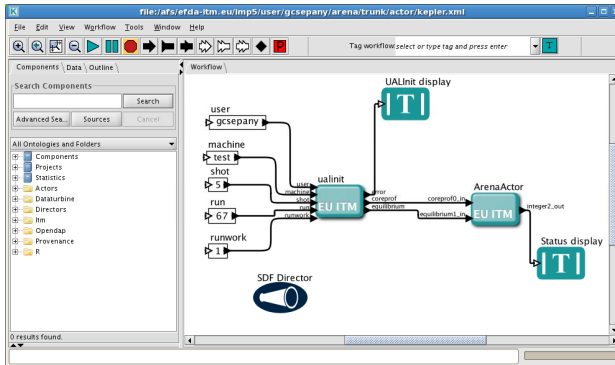 file:/afs/efda-itm.eu/imp5/user/gcsepany/arena/trunk/actor/kepler.xml
File Edit View Workflow Tools Window Help
P
Tag workflow: select or type tag and press enter
T
Components Data Outline
Workflow
Search Components
Search
Advanced Sea... Sources Cancel
All Ontologies and Folders
Components
Projects
Statistics
Actors
Dataturbine
Directors
Itm
Opendap
Provenance
R
0 results found.
UALInit display
T
user
gcsepany
machine
test
shot
5
run
67
runwork
1
ualinit
user
machine
shot
run
runwork
EU ITM
error
coreprof
equilibrium
coreprof0_in
equilibrium1_in
ArenaActor
EU ITM
integer2_out
Status display
T
SDF Director